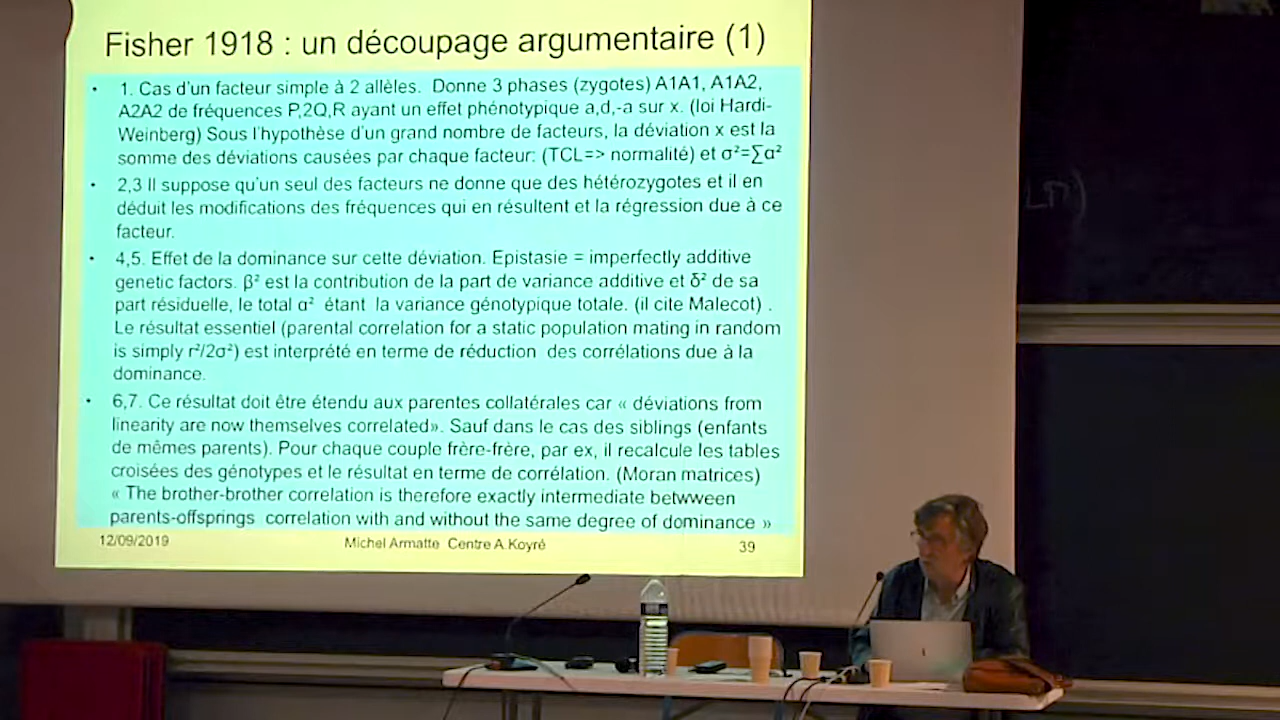 Fisher 1918 : un découpage argumentaire (1)
• 1. Cas d'un facteur simple à 2 allèles. Donne 3 phases (zygotes) A1A1, A1A2,
A2A2 de fréquences P,2Q,R ayant un effet phénotypique a,d,-a sur x. (loi Hardi-
Weinberg) Sous l'hypothèse d'un grand nombre de facteurs, la déviation x est la
somme des déviations causées par chaque facteur: (TCL=> normalité) et σ²=∑α²
• 2,3 Il suppose qu'un seul des facteurs ne donne que des hétérozygotes et il en
déduit les modifications des fréquences qui en résultent et la régression due à ce
facteur.
• 4,5. Effet de la dominance sur cette déviation. Epistasie = imperfectly additive
genetic factors. β² est la contribution de la part de variance additive et δ² de sa
part résiduelle, le total α² étant la variance génotypique totale. (il cite Malecot) .
Le résultat essentiel (parental correlation for a static population mating in random
is simply r²/2σ²) est interprété en terme de réduction des corrélations due à la
dominance.
• 6,7. Ce résultat doit être étendu aux parentes collatérales car « déviations from
linearity are now themselves correlated». Sauf dans le cas des siblings (enfants
de mêmes parents). Pour chaque couple frère-frère, par ex, il recalcule les tables
croisées des génotypes et le résultat en terme de corrélation. (Moran matrices)
« The brother-brother correlation is therefore exactly intermediate betwween
parents-offsprings correlation with and without the same degree of dominance »
12/09/2019 Michel Armatte Centre A.Koyré 39